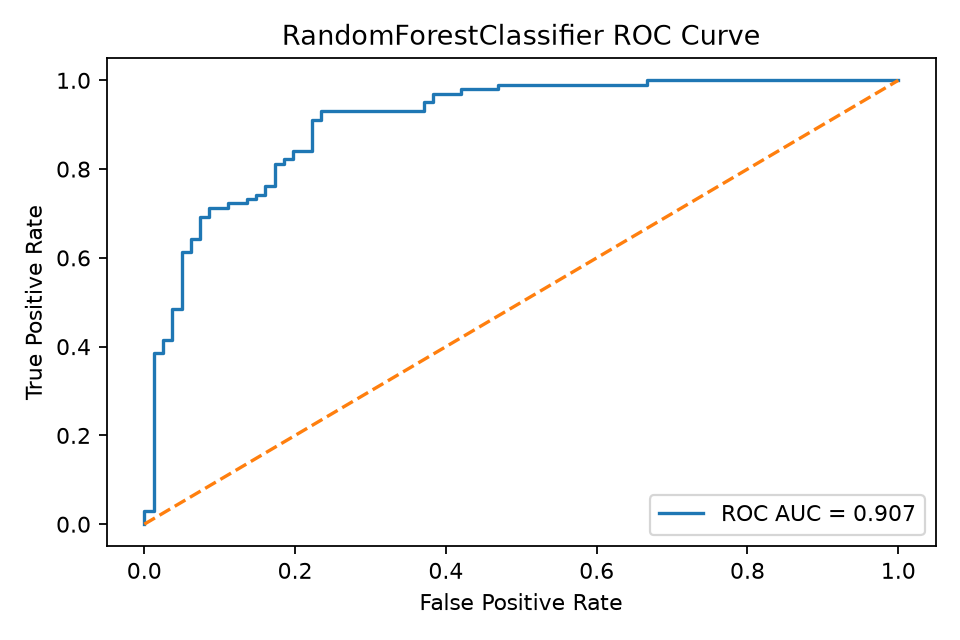 RandomForestClassifier ROC Curve
True Positive Rate
1.0
0.8
0.6
0.4
0.2
0.0
ROC AUC = 0.907
0.0 0.2 0.4 0.6 0.8 1.0
False Positive Rate